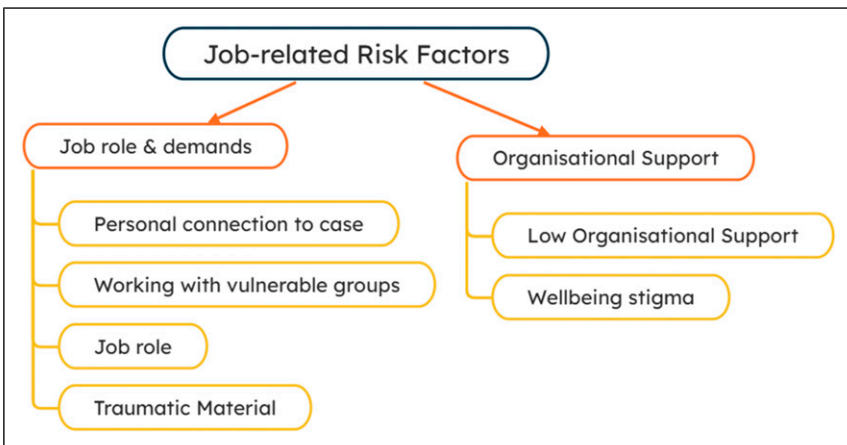 Job-related Risk Factors
Job role & demands
Personal connection to case
Working with vulnerable groups
Job role
Traumatic Material
Organisational Support
Low Organisational Support
Wellbeing stigma